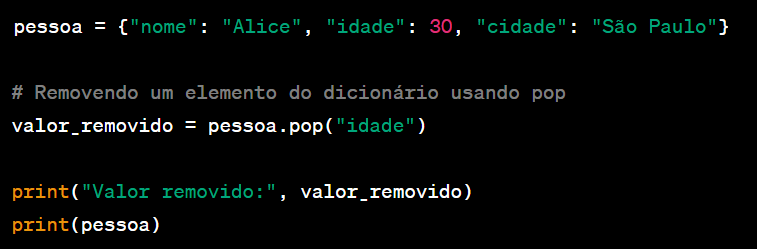 pessoa = {"nome": "Alice", "idade": 30, "cidade": "São Paulo"}
# Removendo um elemento do dicionário usando pop
valor_removido = pessoa.pop("idade")
print("Valor removido:", valor_removido)
print(pessoa)